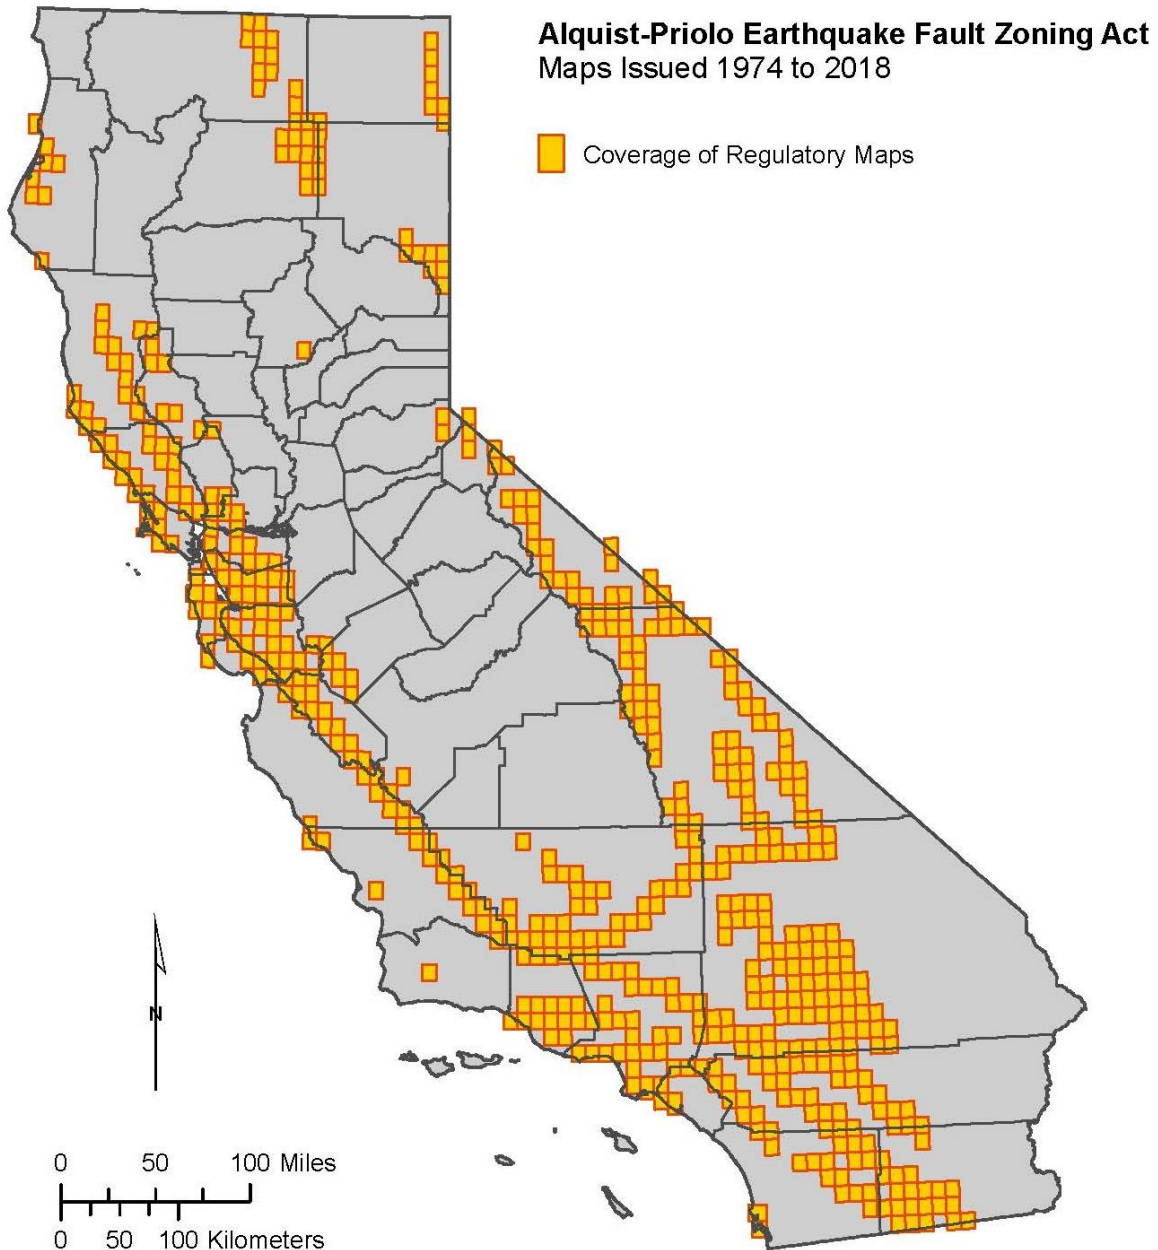 Alquist-Priolo Earthquake Fault Zoning Act
Maps Issued 1974 to 2018
Coverage of Regulatory Maps
N
0 50 100 Miles
0 50 100 Kilometers